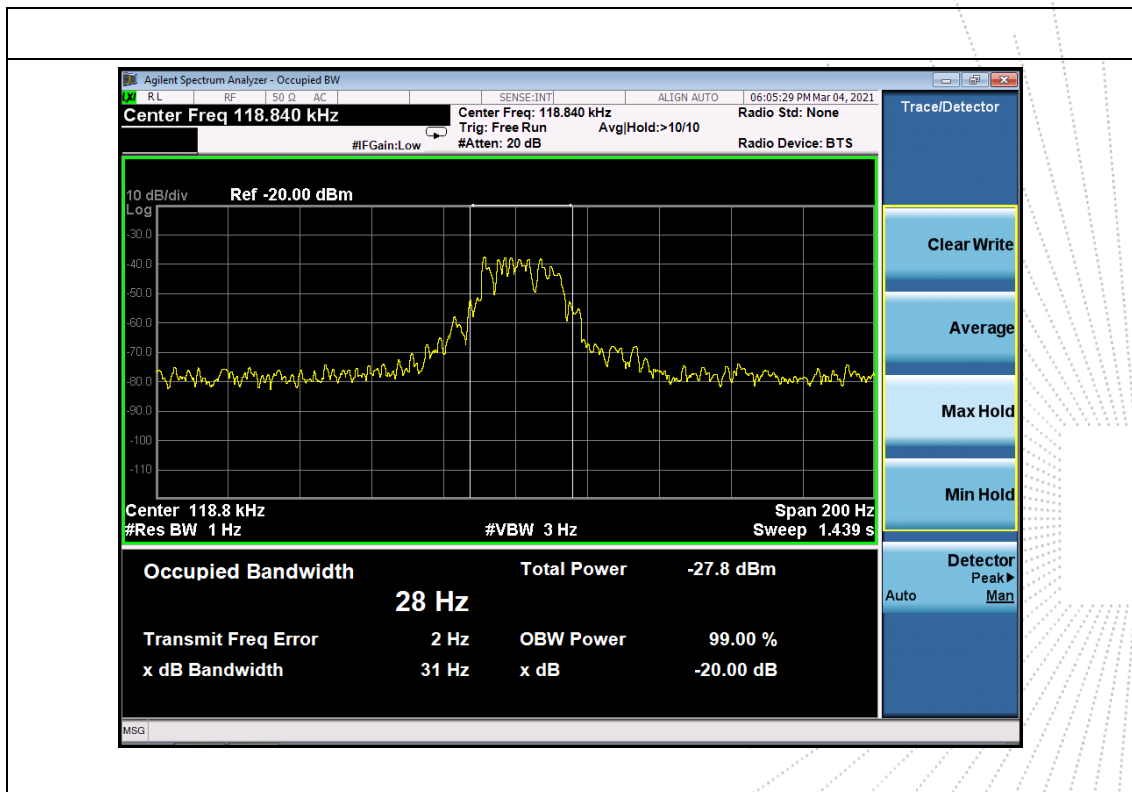 Agilent Spectrum Analyzer - Occupied BW
LXI RL RF 50 Ω AC SENSE:INT ALIGN AUTO 06:05:29 PM Mar 04, 2021
Center Freq 118.840 kHz
Center Freq: 118.840 kHz Radio Std: None
Trig: Free Run Avg|Hold:>10/10
#IFGain:Low #Atten: 20 dB Radio Device: BTS
Trace/Detector
10 dB/div Ref -20.00 dBm
Log
-30.0
-40.0
-50.0
-60.0
-70.0
-80.0
-90.0
-100
-110
Center 118.8 kHz Span 200 Hz
#Res BW 1 Hz #VBW 3 Hz Sweep 1.439 s
Occupied Bandwidth Total Power -27.8 dBm
28 Hz
Transmit Freq Error 2 Hz OBW Power 99.00 %
x dB Bandwidth 31 Hz x dB -20.00 dB
Clear Write
Average
Max Hold
Min Hold
Detector
Peak▶
Auto Man
MSG